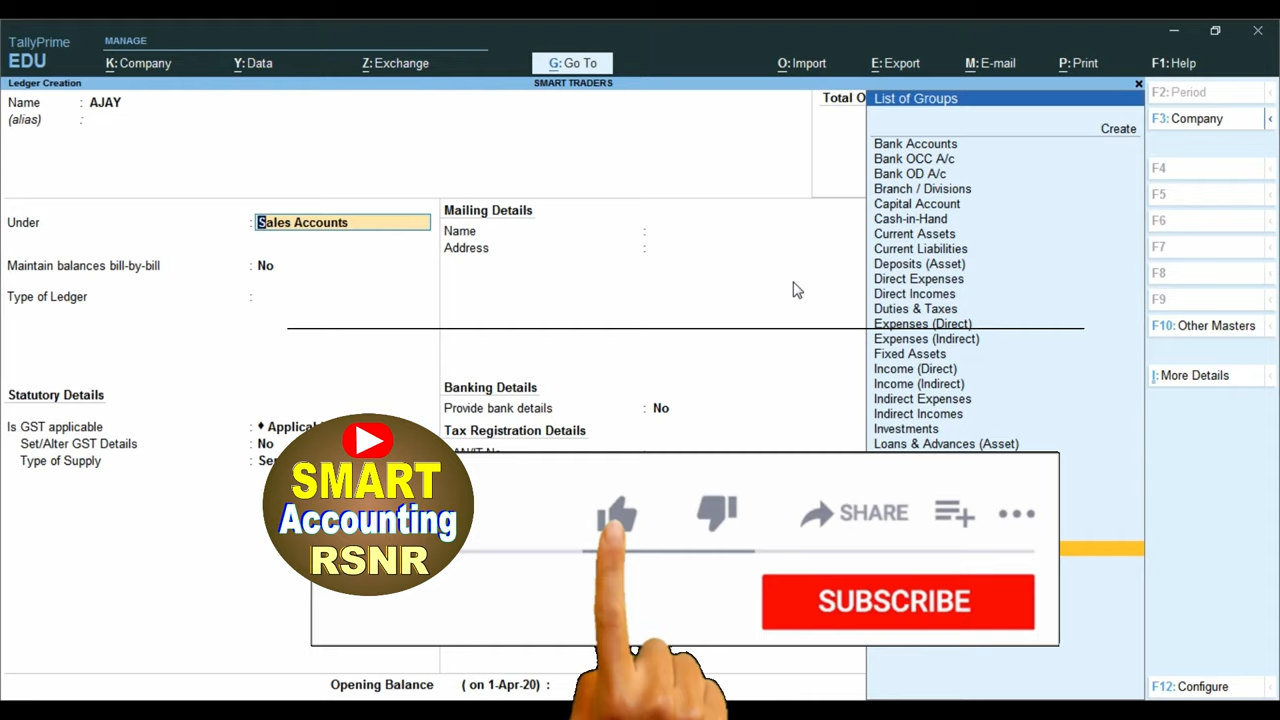 TallyPrime
EDU
MANAGE
K: Company
Y: Data
Z: Exchange
G: Go To
O: Import
E: Export
M: E-mail
P: Print
F1: Help
Ledger Creation
SMART TRADERS
Name : AJAY
(alias) :
Total O
Under : Sales Accounts
Maintain balances bill-by-bill : No
Type of Ledger :
Mailing Details
Name :
Address :
Statutory Details
Is GST applicable : ♦ Applica
Set/Alter GST Details : No
Type of Supply : Ser
Banking Details
Provide bank details : No
Tax Registration Details
List of Groups
Create
Bank Accounts
Bank OCC A/c
Bank OD A/c
Branch / Divisions
Capital Account
Cash-in-Hand
Current Assets
Current Liabilities
Deposits (Asset)
Direct Expenses
Direct Incomes
Duties & Taxes
Expenses (Direct)
Expenses (Indirect)
Fixed Assets
Income (Direct)
Income (Indirect)
Indirect Expenses
Indirect Incomes
Investments
Loans & Advances (Asset)
F2: Period
F3: Company
F4
F5
F6
F7
F8
F9
F10: Other Masters
I: More Details
F12: Configure
SMART
Accounting
RSNR
SHARE
SUBSCRIBE
Opening Balance ( on 1-Apr-20) :